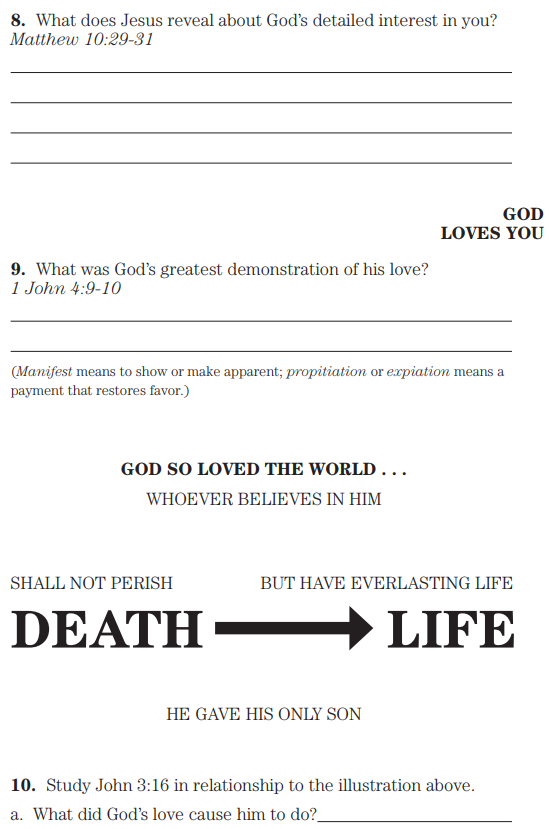 8. What does Jesus reveal about God’s detailed interest in you?
Matthew 10:29-31
GOD
LOVES YOU
9. What was God’s greatest demonstration of his love?
1 John 4:9-10
(Manifest means to show or make apparent; propitiation or expiation means a
payment that restores favor.)
GOD SO LOVED THE WORLD . . .
WHOEVER BELIEVES IN HIM
SHALL NOT PERISH BUT HAVE EVERLASTING LIFE
DEATH LIFE
HE GAVE HIS ONLY SON
10. Study John 3:16 in relationship to the illustration above.
a. What did God’s love cause him to do?